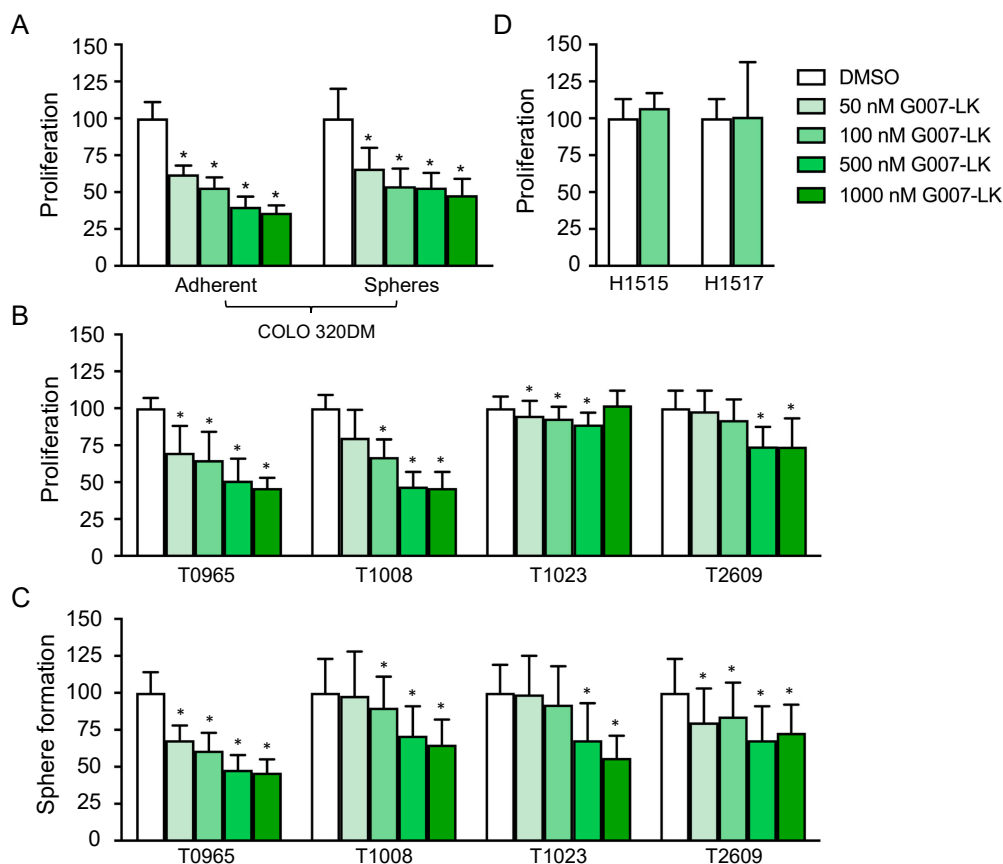 A
Proliferation
150
125
100
75
50
25
0
* * * *
* * * *
Adherent Spheres
COLO 320DM
D
Proliferation
150
125
100
75
50
25
0
H1515 H1517
DMSO
50 nM G007-LK
100 nM G007-LK
500 nM G007-LK
1000 nM G007-LK
B
Proliferation
150
125
100
75
50
25
0
* * * *
* * *
* * *
* *
T0965 T1008 T1023 T2609
C
Sphere formation
150
125
100
75
50
25
0
* * * *
* * *
* *
* * * *
T0965 T1008 T1023 T2609